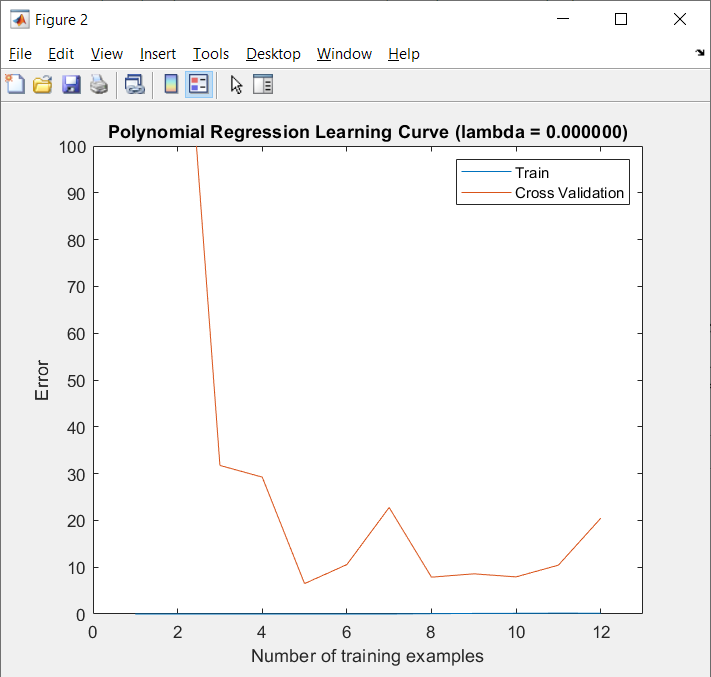 Figure 2
File Edit View Insert Tools Desktop Window Help
Polynomial Regression Learning Curve (lambda = 0.000000)
100
90
80
70
60
50
40
30
20
10
0
Error
Train
Cross Validation
0 2 4 6 8 10 12
Number of training examples